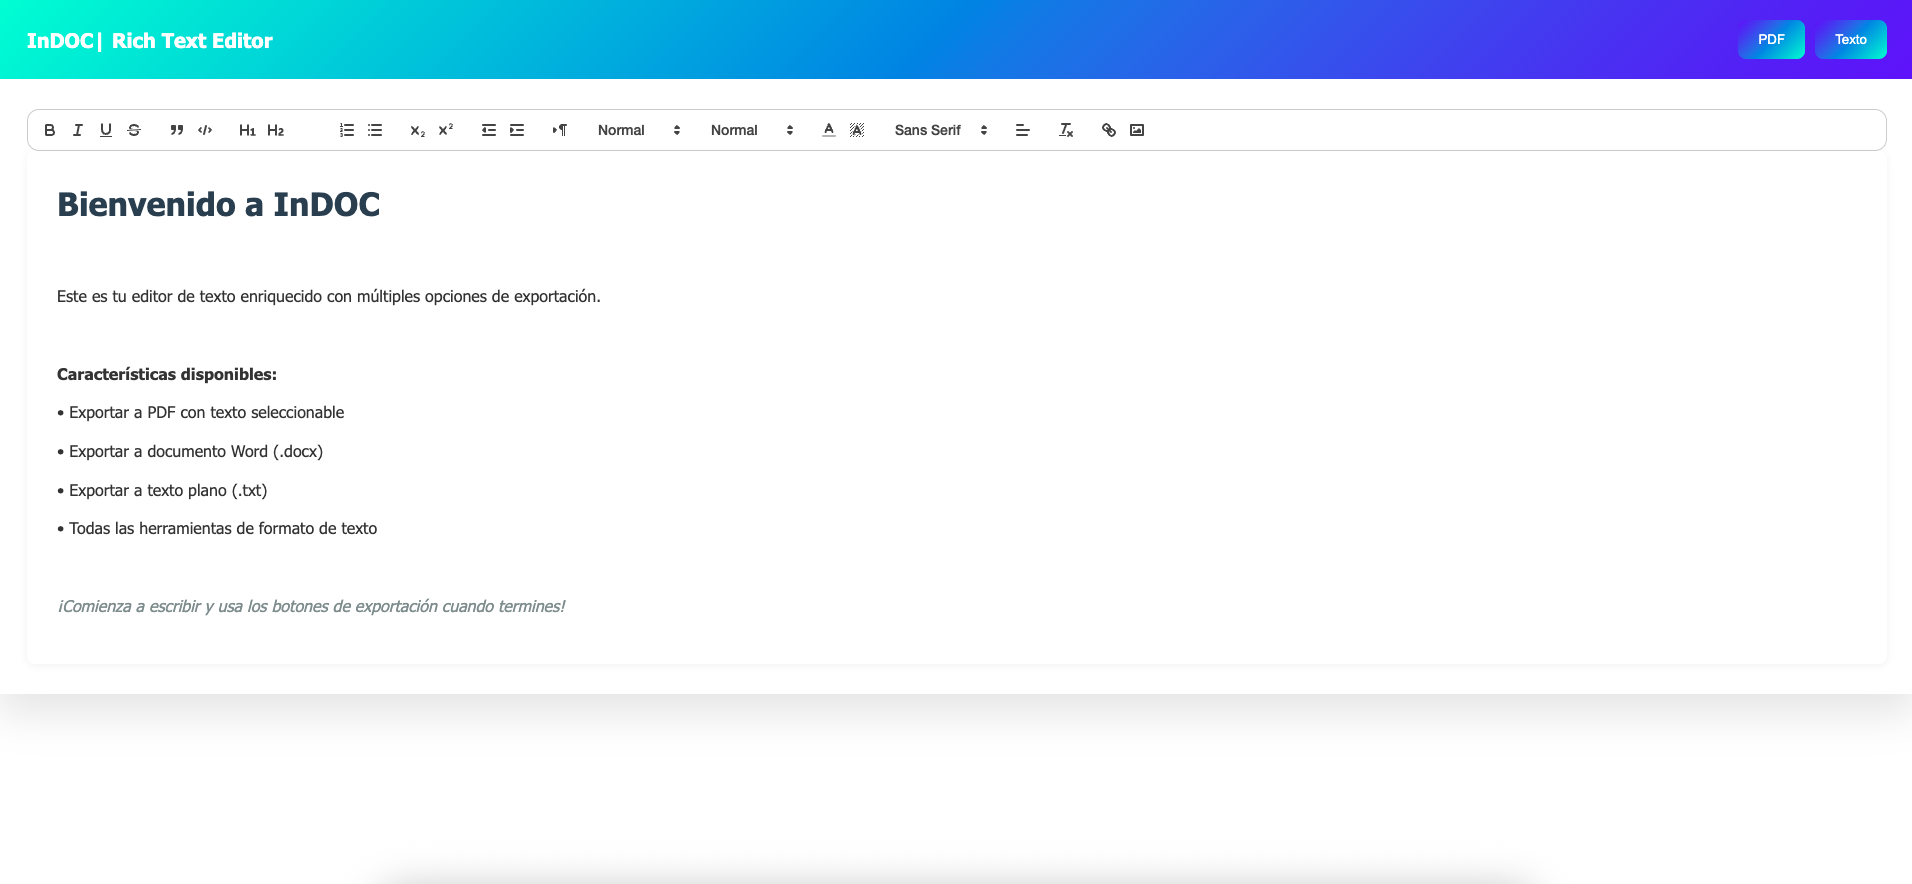 InDOC| Rich Text Editor
PDF Texto
B I U S H1 H2 X2 X2 Normal Normal A A Sans Serif Tx
Bienvenido a InDOC
Este es tu editor de texto enriquecido con múltiples opciones de exportación.
Características disponibles:
• Exportar a PDF con texto seleccionable
• Exportar a documento Word (.docx)
• Exportar a texto plano (.txt)
• Todas las herramientas de formato de texto
¡Comienza a escribir y usa los botones de exportación cuando termines!